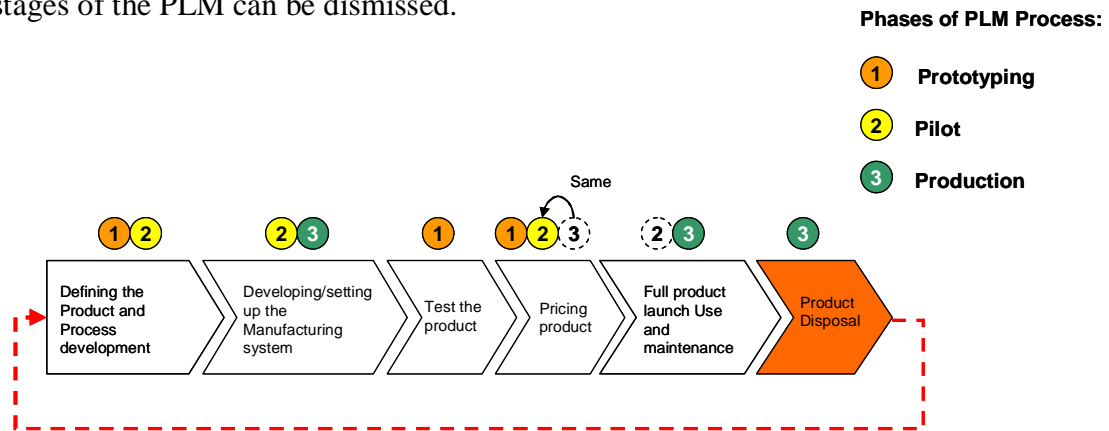 stages of the PLM can be dismissed.
Phases of PLM Process:
1 Prototyping
2 Pilot
3 Production
Same
1 2
2 3
1
1 2 3
2 3
3
Defining the
Product and
Process
development
Developing/setting
up the
Manufacturing
system
Test the
product
Pricing
product
Full product
launch Use
and
maintenance
Product
Disposal